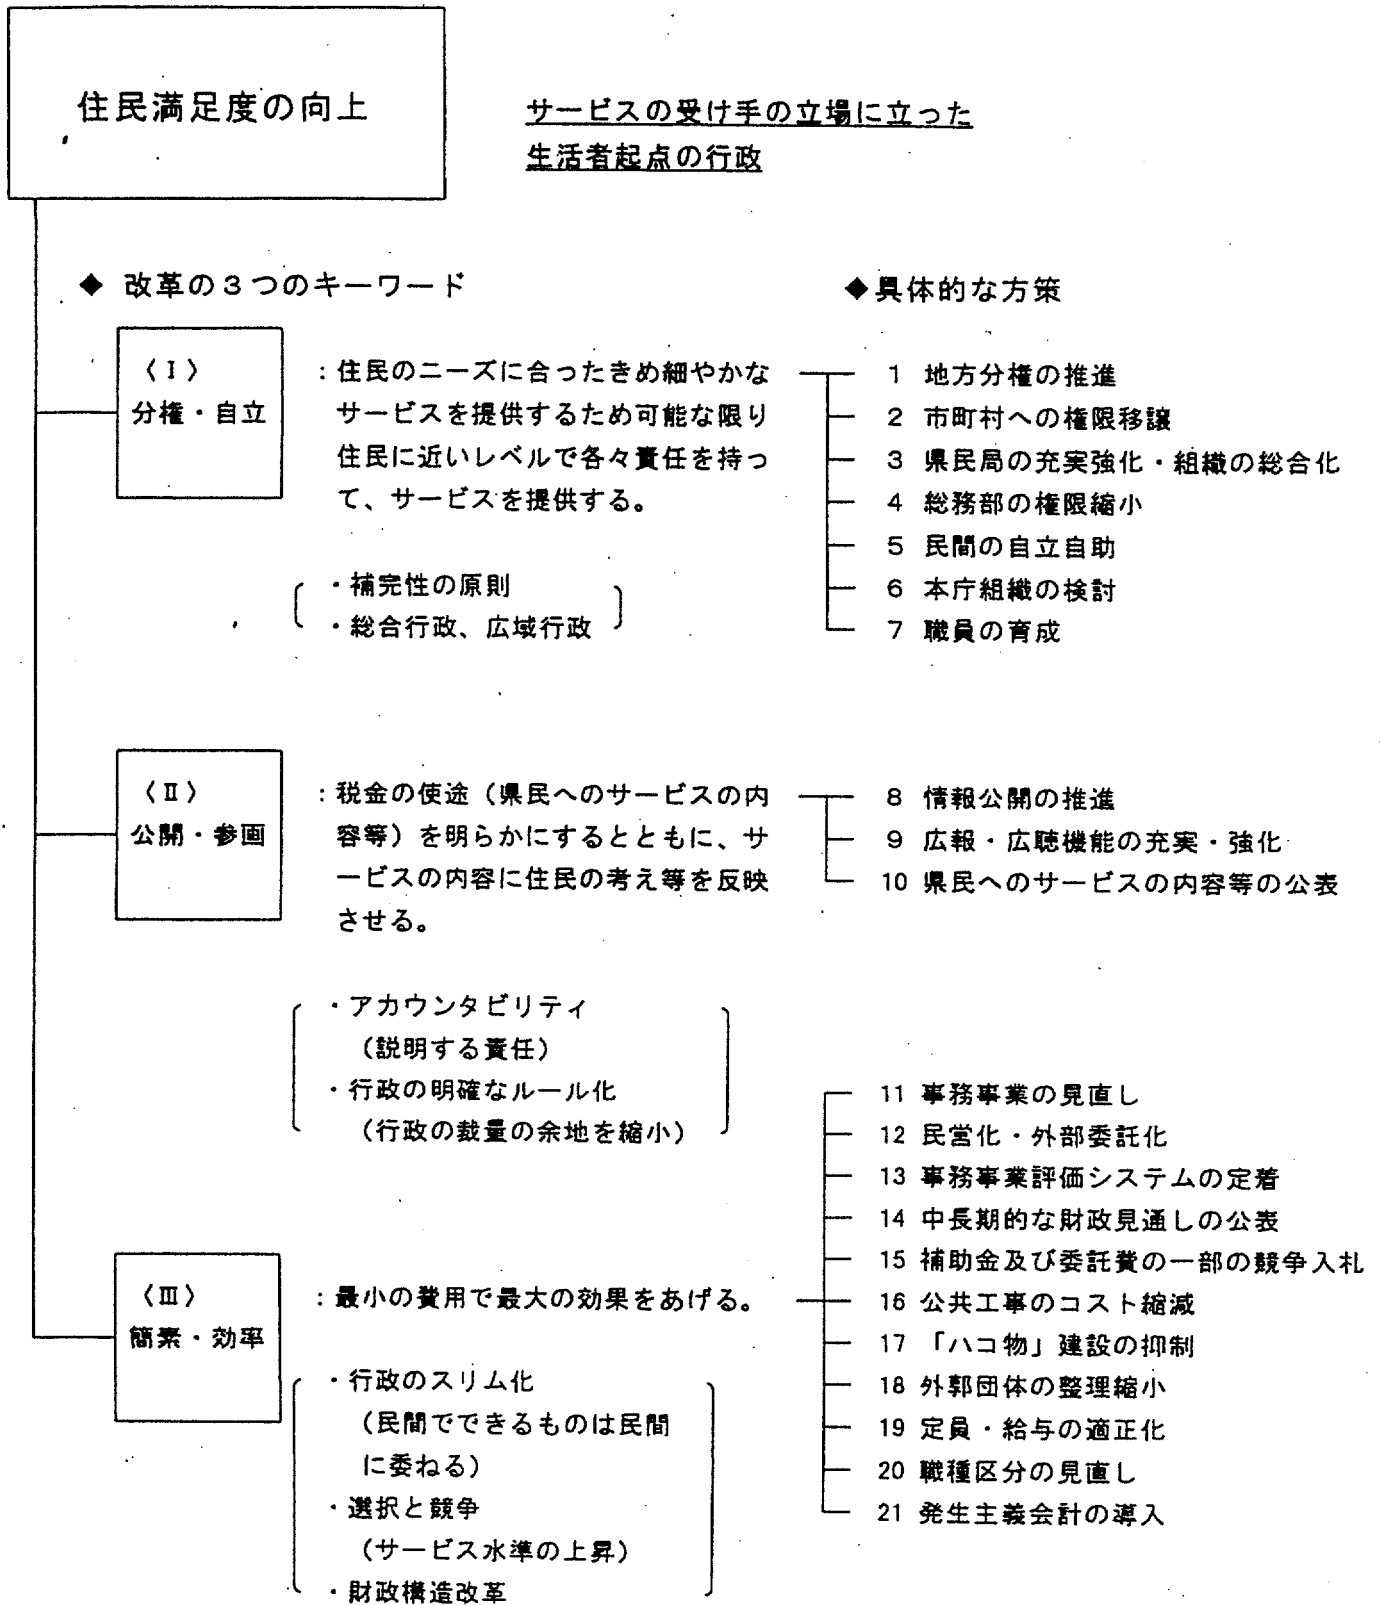 住民満足度の向上
サービスの受け手の立場に立った
生活者起点の行政
◆ 改革の3つのキーワード
〈Ⅰ〉
分権・自立
：住民のニーズに合ったきめ細やかな
サービスを提供するため可能な限り
住民に近いレベルで各々責任を持っ
て、サービスを提供する。
・補完性の原則
・総合行政、広域行政
◆具体的な方策
1 地方分権の推進
2 市町村への権限移譲
3 県民局の充実強化・組織の総合化
4 総務部の権限縮小
5 民間の自立自助
6 本庁組織の検討
7 職員の育成
〈Ⅱ〉
公開・参画
：税金の使途（県民へのサービスの内
容等）を明らかにするとともに、サ
ービスの内容に住民の考え等を反映
させる。
・アカウンタビリティ
（説明する責任）
・行政の明確なルール化
（行政の裁量の余地を縮小）
8 情報公開の推進
9 広報・広聴機能の充実・強化
10 県民へのサービスの内容等の公表
〈Ⅲ〉
簡素・効率
：最小の費用で最大の効果をあげる。
・行政のスリム化
（民間でできるものは民間
に委ねる）
・選択と競争
（サービス水準の上昇）
・財政構造改革
11 事務事業の見直し
12 民営化・外部委託化
13 事務事業評価システムの定着
14 中長期的な財政見通しの公表
15 補助金及び委託費の一部の競争入札
16 公共工事のコスト縮減
17 「ハコ物」建設の抑制
18 外郭団体の整理縮小
19 定員・給与の適正化
20 職種区分の見直し
21 発生主義会計の導入